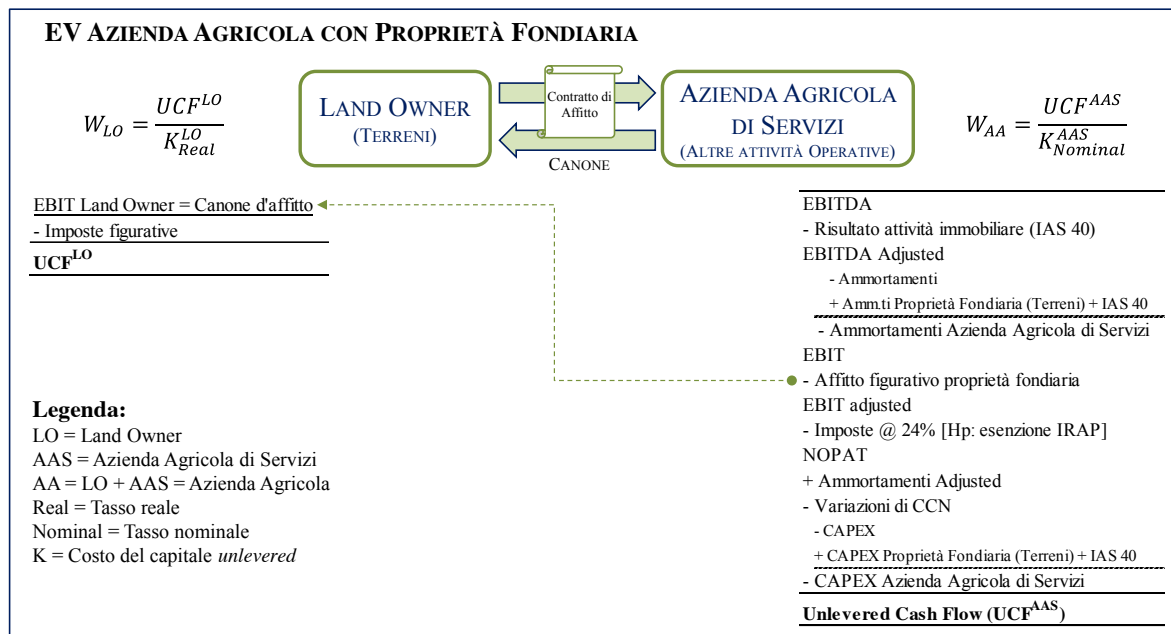 EV AZIENDA AGRICOLA CON PROPRIETÀ FONDIARIA
W_LO = UCF^LO / K_Real^LO
LAND OWNER
(TERRENI)
Contratto di
Affitto
CANONE
AZIENDA AGRICOLA
DI SERVIZI
(ALTRE ATTIVITÀ OPERATIVE)
W_AA = UCF^AAS / K_Nominal^AAS
EBIT Land Owner = Canone d'affitto
- Imposte figurative
UCF^LO
EBITDA
- Risultato attività immobiliare (IAS 40)
EBITDA Adjusted
- Ammortamenti
+ Amm.ti Proprietà Fondiaria (Terreni) + IAS 40
- Ammortamenti Azienda Agricola di Servizi
EBIT
- Affitto figurativo proprietà fondiaria
EBIT adjusted
- Imposte @ 24% [Hp: esenzione IRAP]
NOPAT
+ Ammortamenti Adjusted
- Variazioni di CCN
- CAPEX
+ CAPEX Proprietà Fondiaria (Terreni) + IAS 40
- CAPEX Azienda Agricola di Servizi
Unlevered Cash Flow (UCF^AAS)
Legenda:
LO = Land Owner
AAS = Azienda Agricola di Servizi
AA = LO + AAS = Azienda Agricola
Real = Tasso reale
Nominal = Tasso nominale
K = Costo del capitale unlevered